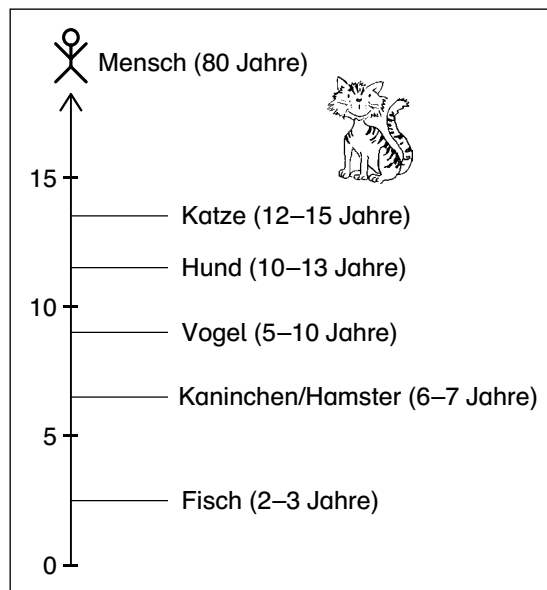 Mensch (80 Jahre)
15
Katze (12–15 Jahre)
Hund (10–13 Jahre)
10
Vogel (5–10 Jahre)
Kaninchen/Hamster (6–7 Jahre)
5
Fisch (2–3 Jahre)
0